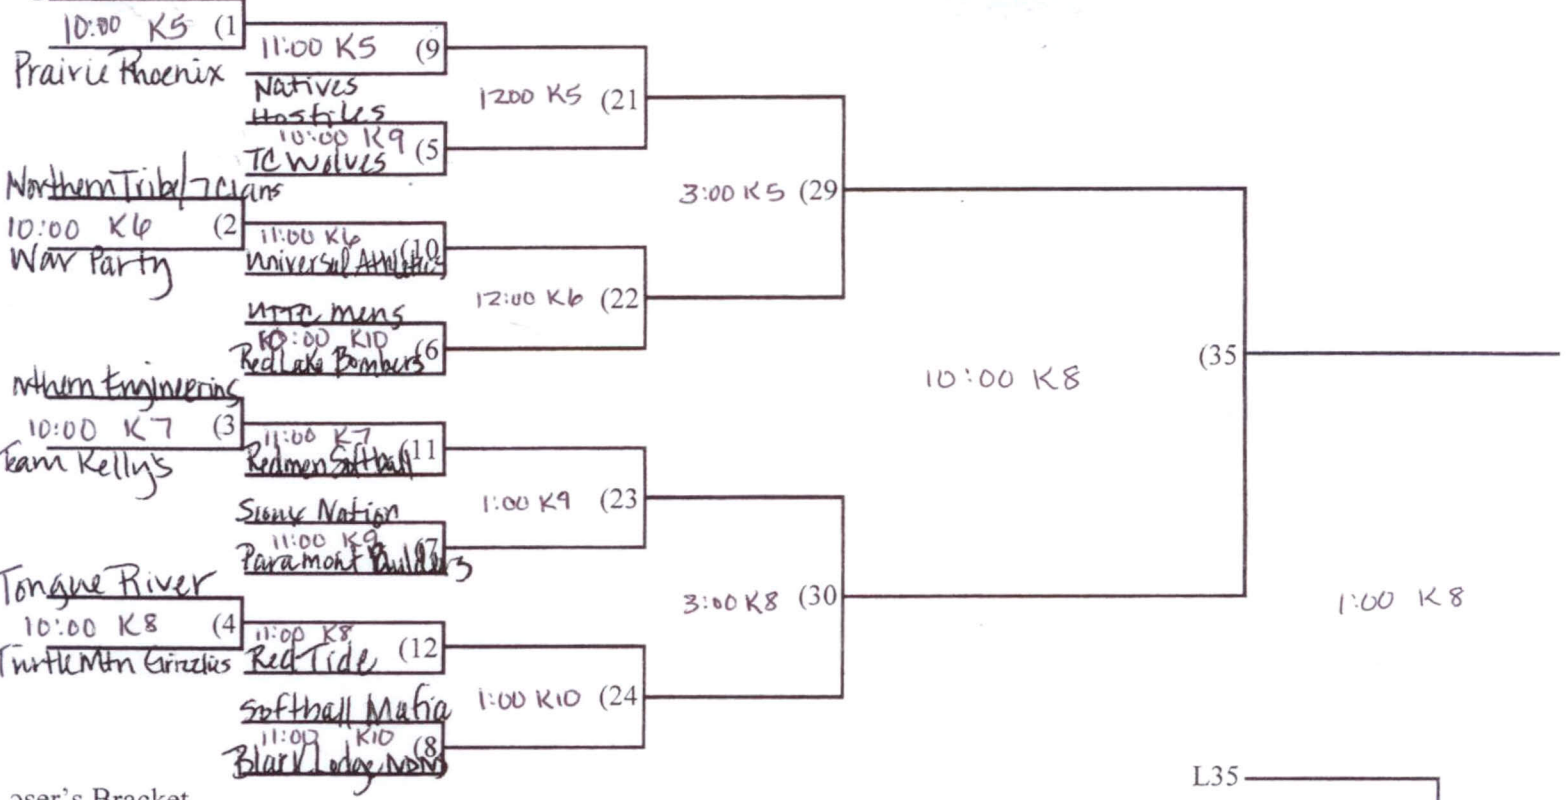 10:00 K5 (1
Prairie Phoenix
11:00 K5 (9
Natives
Hostiles
10:00 K9 (5
TC Wolves
1200 K5 (21
Northern Tribe/7 Clans
10:00 K6 (2
War Party
11:00 K6 (10
Universal Athletics
UTTC mens
10:00 K10 (6
Red Lake Bombers
12:00 K6 (22
3:00 K5 (29
rthern Engineering
10:00 K7 (3
Team Kelly's
11:00 K7 (11
Redmen Softball
Sioux Nation
11:00 K9 (7
Paramont Builders
1:00 K9 (23
10:00 K8 (35
Tongue River
10:00 K8 (4
Turtle Mtn Grizzlies
11:00 K8 (12
Red Tide
Softball Mafia
11:00 K10 (8
Black Lodge NDNs
1:00 K10 (24
3:00 K8 (30
1:00 K8
L35
oser's Bracket